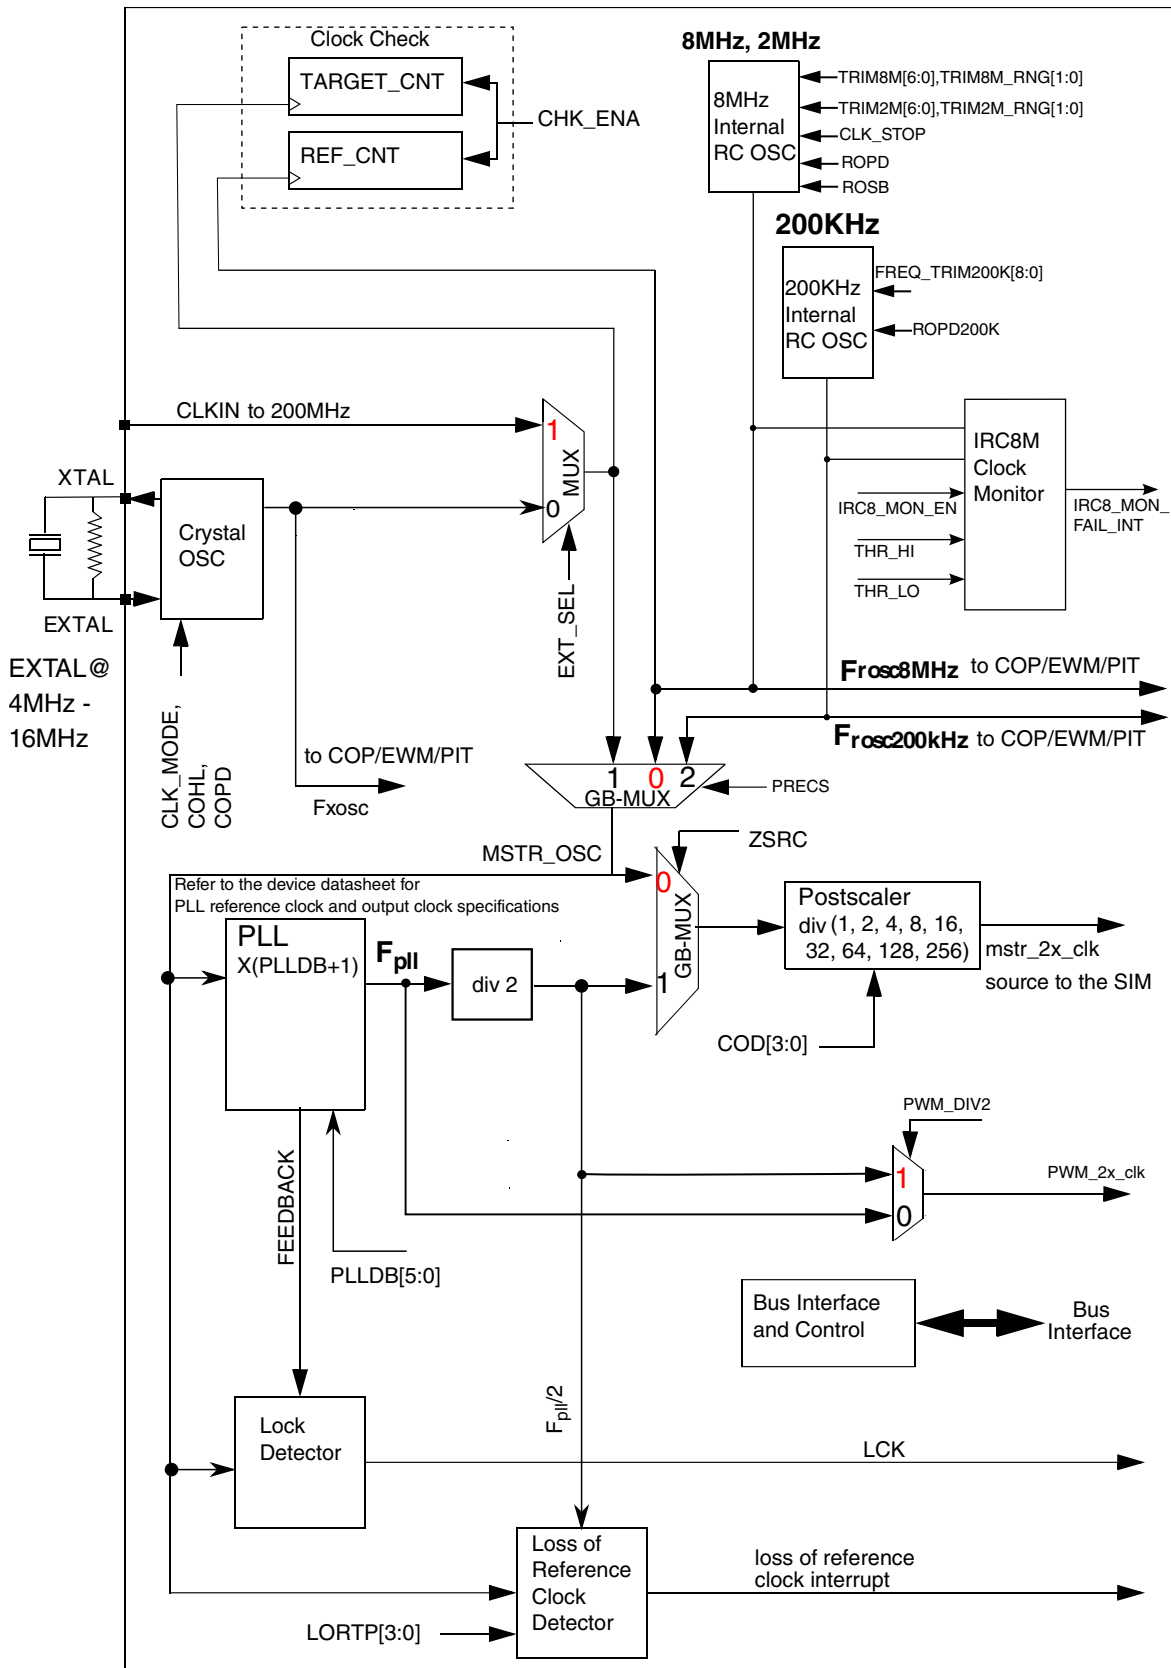 Clock Check
TARGET_CNT
REF_CNT
CHK_ENA
8MHz, 2MHz
8MHz
Internal
RC OSC
TRIM8M[6:0],TRIM8M_RNG[1:0]
TRIM2M[6:0],TRIM2M_RNG[1:0]
CLK_STOP
ROPD
ROSB
200KHz
200KHz
Internal
RC OSC
FREQ_TRIM200K[8:0]
ROPD200K
CLKIN to 200MHz
1
MUX
0
EXT_SEL
XTAL
Crystal
OSC
EXTAL
EXTAL@
4MHz -
16MHz
CLK_MODE,
COHL,
COPD
IRC8M
Clock
Monitor
IRC8_MON_EN
THR_HI
THR_LO
IRC8_MON_
FAIL_INT
Frosc8MHz to COP/EWM/PIT
Frosc200kHz to COP/EWM/PIT
to COP/EWM/PIT
Fxosc
1 0 2
GB-MUX
PRECS
MSTR_OSC
ZSRC
Refer to the device datasheet for
PLL reference clock and output clock specifications
0
GB-MUX
1
Postscaler
div (1, 2, 4, 8, 16,
32, 64, 128, 256)
mstr_2x_clk
source to the SIM
COD[3:0]
PLL
X(PLLDB+1)
Fpll
div 2
FEEDBACK
PLLDB[5:0]
PWM_DIV2
1
0
PWM_2x_clk
Bus Interface
and Control
Bus
Interface
Fpll/2
Lock
Detector
LCK
Loss of
Reference
Clock
Detector
loss of reference
clock interrupt
LORTP[3:0]